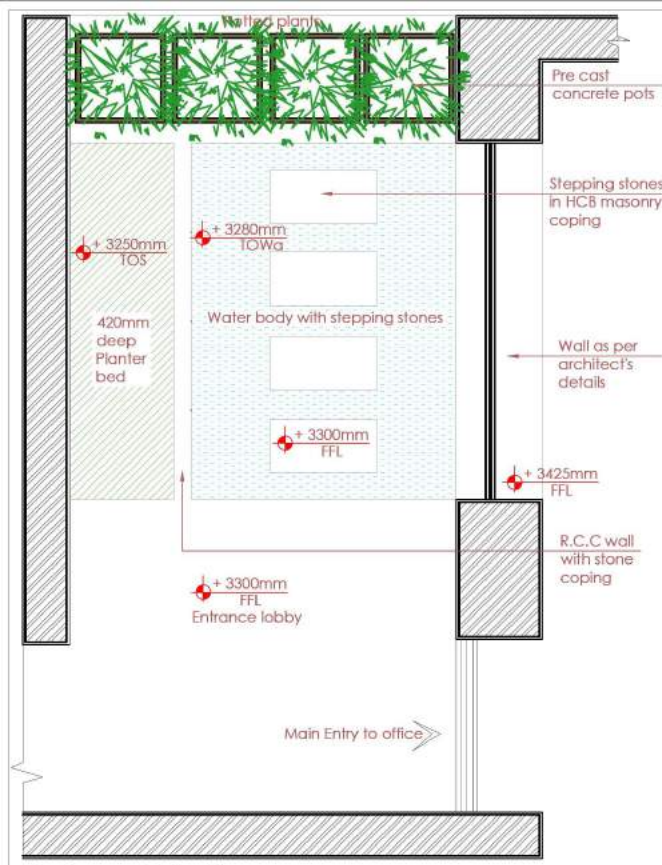 Potted plants
Pre cast
concrete pots
Stepping stones
in HCB masonry
coping
+ 3250mm
TOS
+ 3280mm
TOWa
420mm
deep
Planter
bed
Water body with stepping stones
Wall as per
architect's
details
+ 3300mm
FFL
+ 3425mm
FFL
R.C.C wall
with stone
coping
+ 3300mm
FFL
Entrance lobby
Main Entry to office